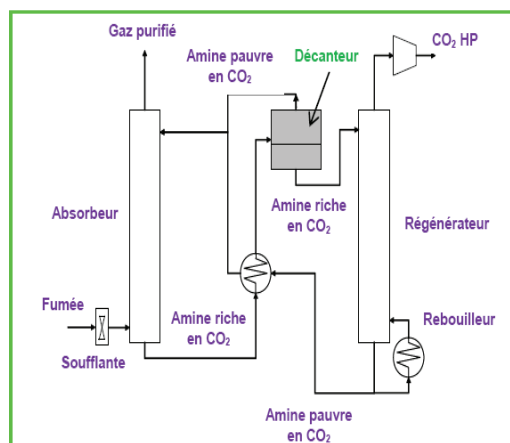 Gaz purifié
Amine pauvre
en CO₂
Décanteur
CO₂ HP
Absorbeur
Amine riche
en CO₂
Régénérateur
Fumée
Soufflante
Amine riche
en CO₂
Rebouilleur
Amine pauvre
en CO₂